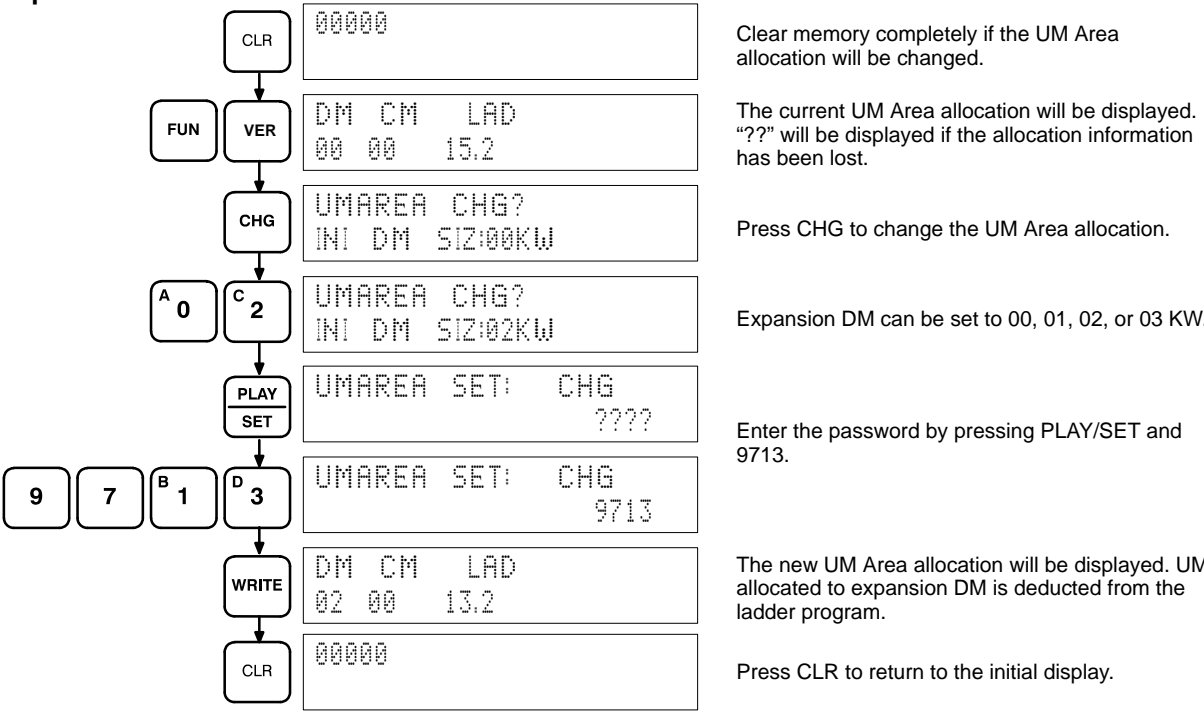 CLR
00000
Clear memory completely if the UM Area
allocation will be changed.
FUN VER
DM CM LAD
00 00 15.2
The current UM Area allocation will be displayed.
“??” will be displayed if the allocation information
has been lost.
CHG
UMAREA CHG?
INI DM SIZ:00KW
Press CHG to change the UM Area allocation.
A 0 C 2
UMAREA CHG?
INI DM SIZ:02KW
Expansion DM can be set to 00, 01, 02, or 03 KW
PLAY
SET
UMAREA SET: CHG
????
Enter the password by pressing PLAY/SET and
9713.
9 7 B 1 D 3
UMAREA SET: CHG
9713
WRITE
DM CM LAD
02 00 13.2
The new UM Area allocation will be displayed. UM
allocated to expansion DM is deducted from the
ladder program.
CLR
00000
Press CLR to return to the initial display.